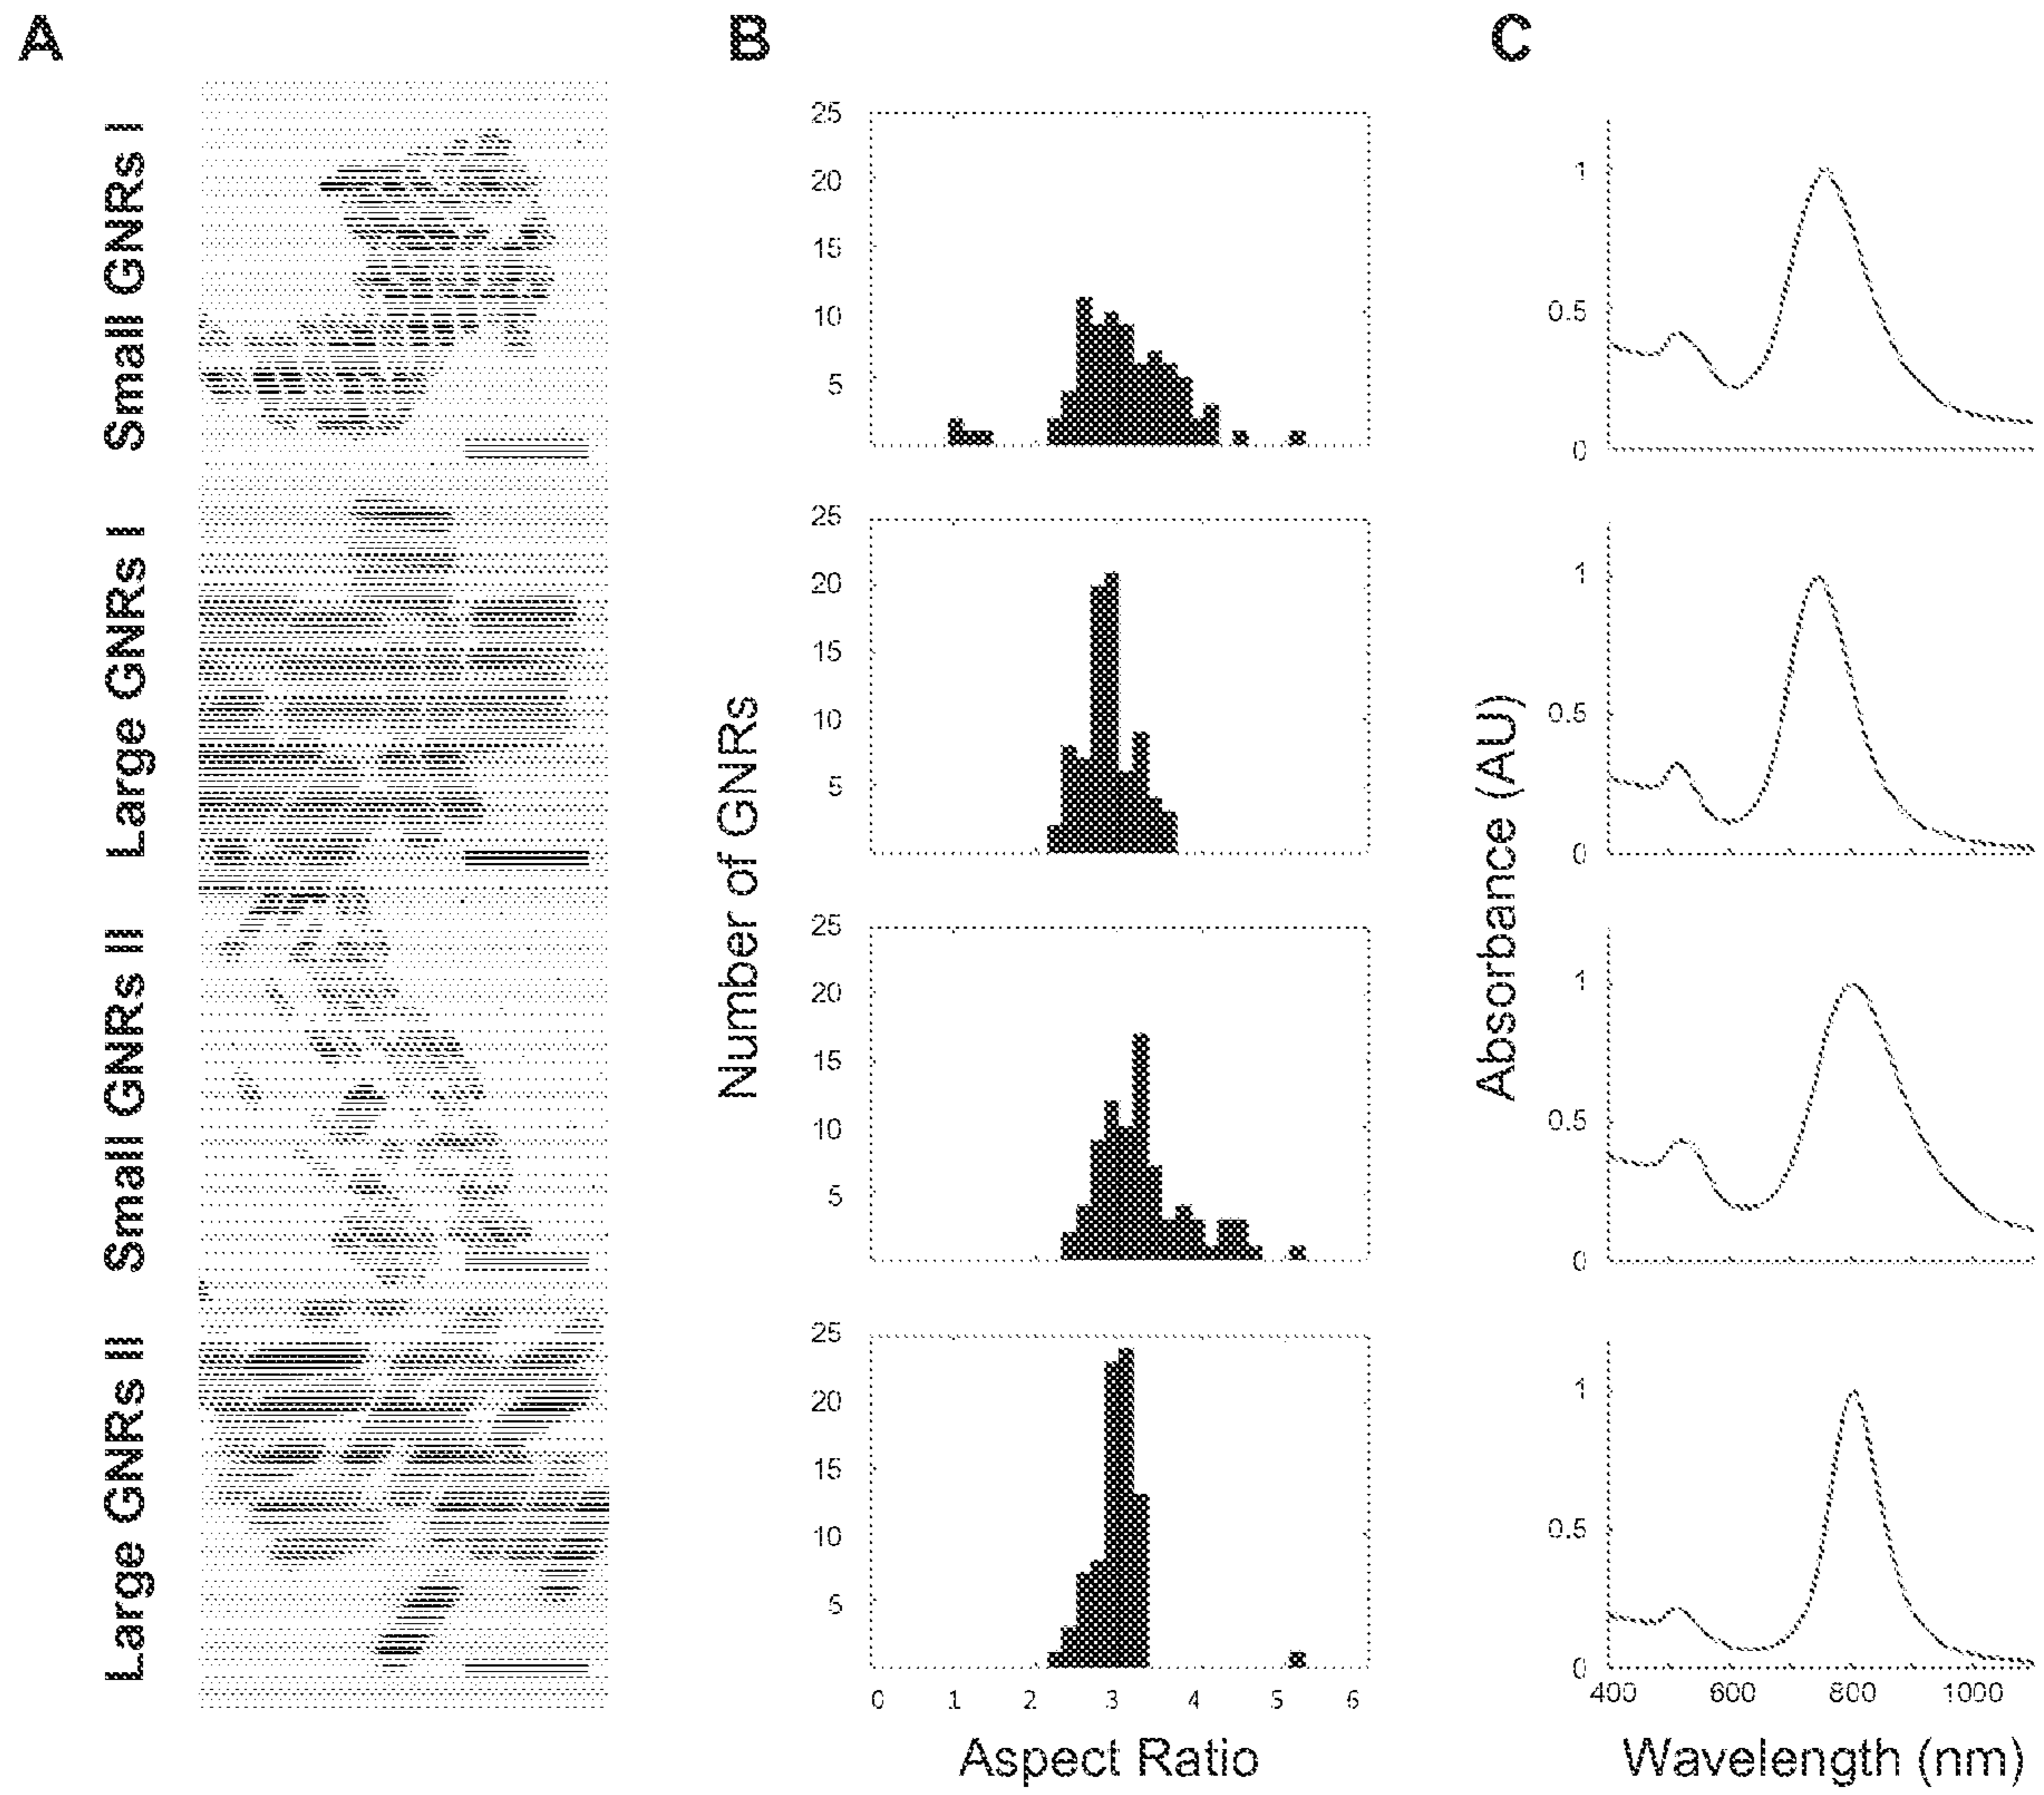 A
B
C
Small GNRs I
Large GNRs I
Small GNRs II
Large GNRs II
Number of GNRs
25
20
15
10
5
25
20
15
10
5
25
20
15
10
5
25
20
15
10
5
0 1 2 3 4 5 6
Aspect Ratio
Absorbance (AU)
1
0.5
0
1
0.5
0
1
0.5
0
1
0.5
0
400 600 800 1000
Wavelength (nm)